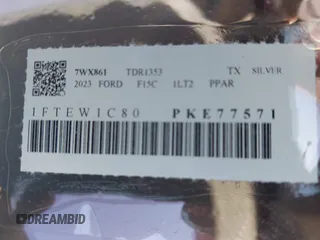 7WX861 TDR1353 TX SILVER
2023 FORD F15C 1LT2 PPAR
1FTEW1C80 PKE77571
DREAMBID